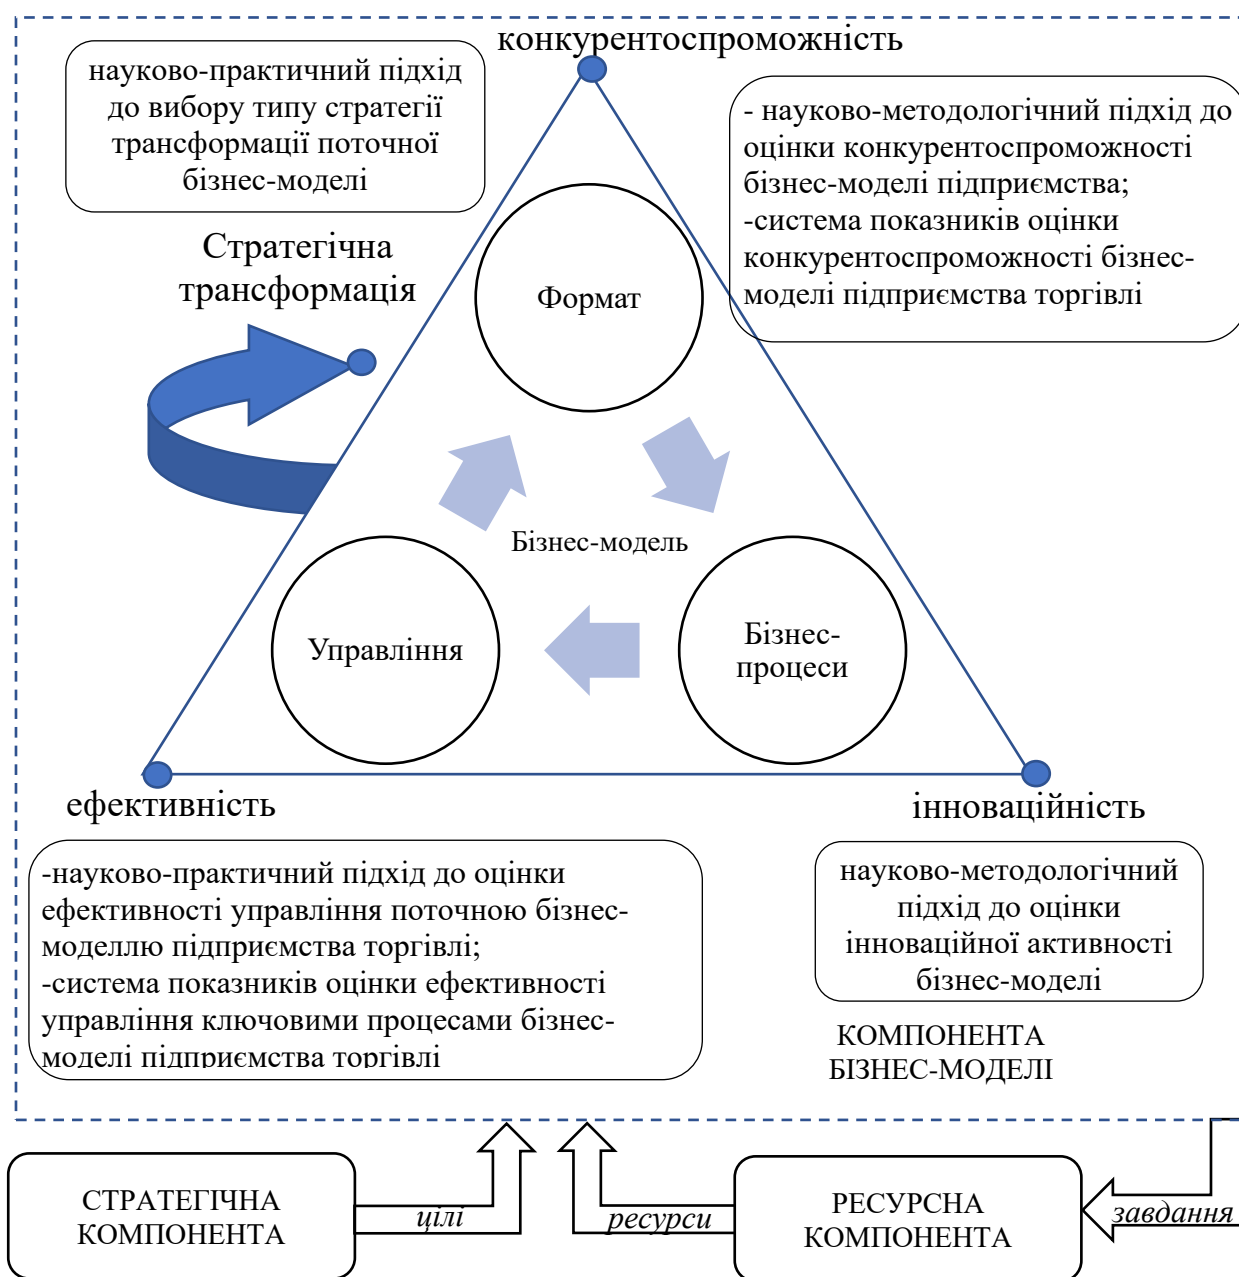 конкурентоспроможність
науково-практичний підхід
до вибору типу стратегії
трансформації поточної
бізнес-моделі
- науково-методологічний підхід до
оцінки конкурентоспроможності
бізнес-моделі підприємства;
-система показників оцінки
конкурентоспроможності бізнес-
моделі підприємства торгівлі
Стратегічна
трансформація
Формат
Бізнес-модель
Управління
Бізнес-
процеси
ефективність
інноваційність
-науково-практичний підхід до оцінки
ефективності управління поточною бізнес-
моделлю підприємства торгівлі;
-система показників оцінки ефективності
управління ключовими процесами бізнес-
моделі підприємства торгівлі
науково-методологічний
підхід до оцінки
інноваційної активності
бізнес-моделі
КОМПОНЕНТА
БІЗНЕС-МОДЕЛІ
СТРАТЕГІЧНА
КОМПОНЕНТА
цілі
ресурси
РЕСУРСНА
КОМПОНЕНТА
завдання